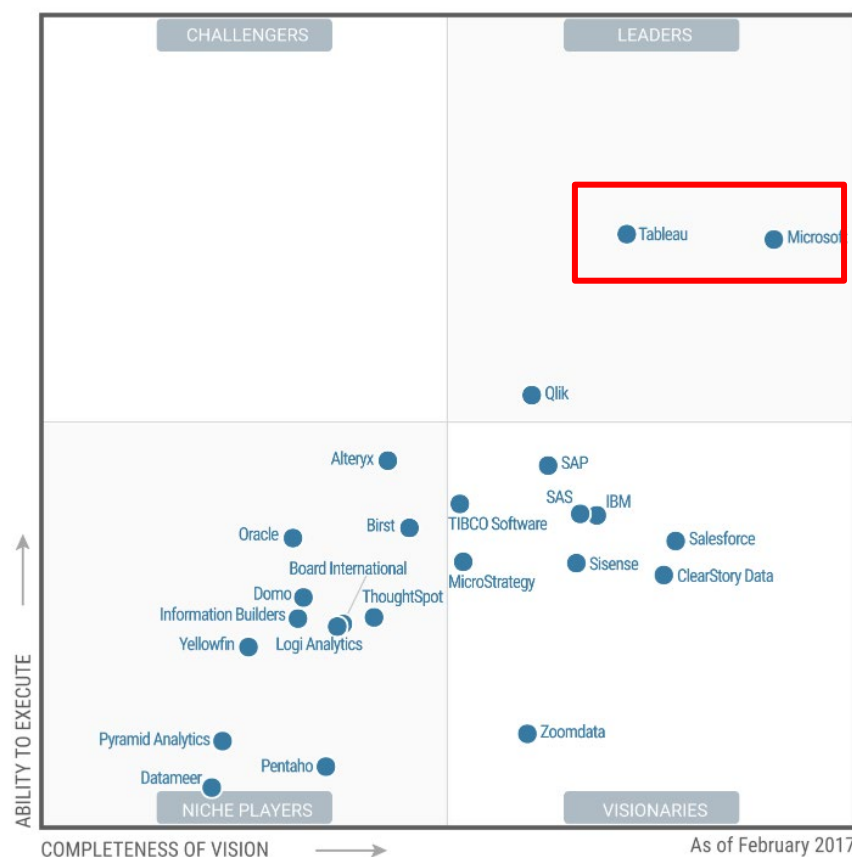 CHALLENGERS
LEADERS
Tableau
Microsoft
Qlik
Alteryx
SAP
SAS
IBM
TIBCO Software
Birst
Oracle
Salesforce
Board International
MicroStrategy
Sisense
ClearStory Data
Domo
ThoughtSpot
Information Builders
Yellowfin
Logi Analytics
Zoomdata
Pyramid Analytics
Pentaho
Datameer
NICHE PLAYERS
VISIONARIES
ABILITY TO EXECUTE
COMPLETENESS OF VISION
As of February 2017